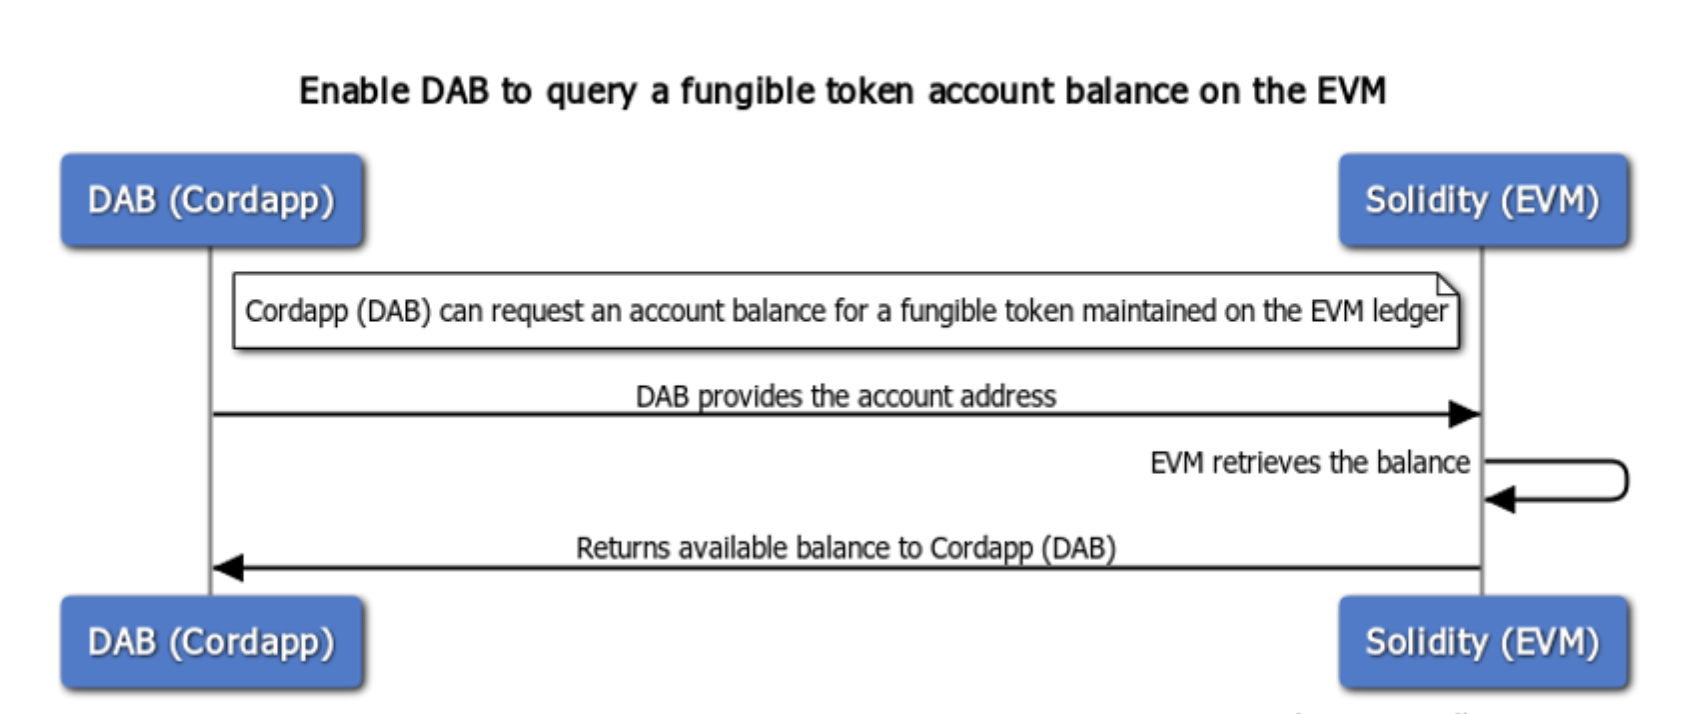 Enable DAB to query a fungible token account balance on the EVM
DAB (Cordapp)
Solidity (EVM)
Cordapp (DAB) can request an account balance for a fungible token maintained on the EVM ledger
DAB provides the account address
EVM retrieves the balance
Returns available balance to Cordapp (DAB)
DAB (Cordapp)
Solidity (EVM)